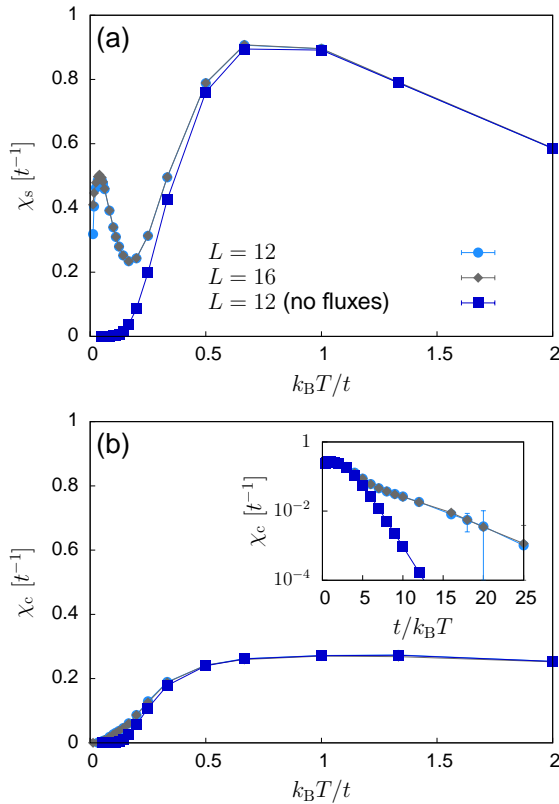 (a)
1
0.8
0.6
0.4
0.2
0
χs [t⁻¹]
L = 12
L = 16
L = 12 (no fluxes)
0 0.5 1 1.5 2
kBT/t
(b)
1
0.8
0.6
0.4
0.2
0
χc [t⁻¹]
1
10⁻²
10⁻⁴
χc [t⁻¹]
0 5 10 15 20 25
t/kBT
0 0.5 1 1.5 2
kBT/t